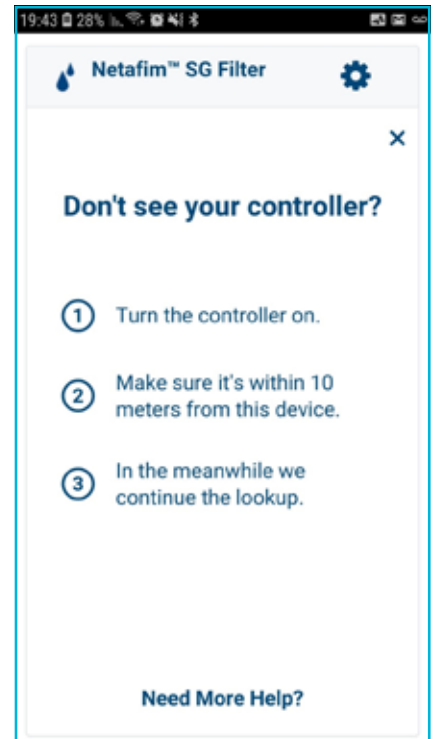 19:43 28%
Netafim™ SG Filter
Don't see your controller?
1 Turn the controller on.
2 Make sure it's within 10
meters from this device.
3 In the meanwhile we
continue the lookup.
Need More Help?